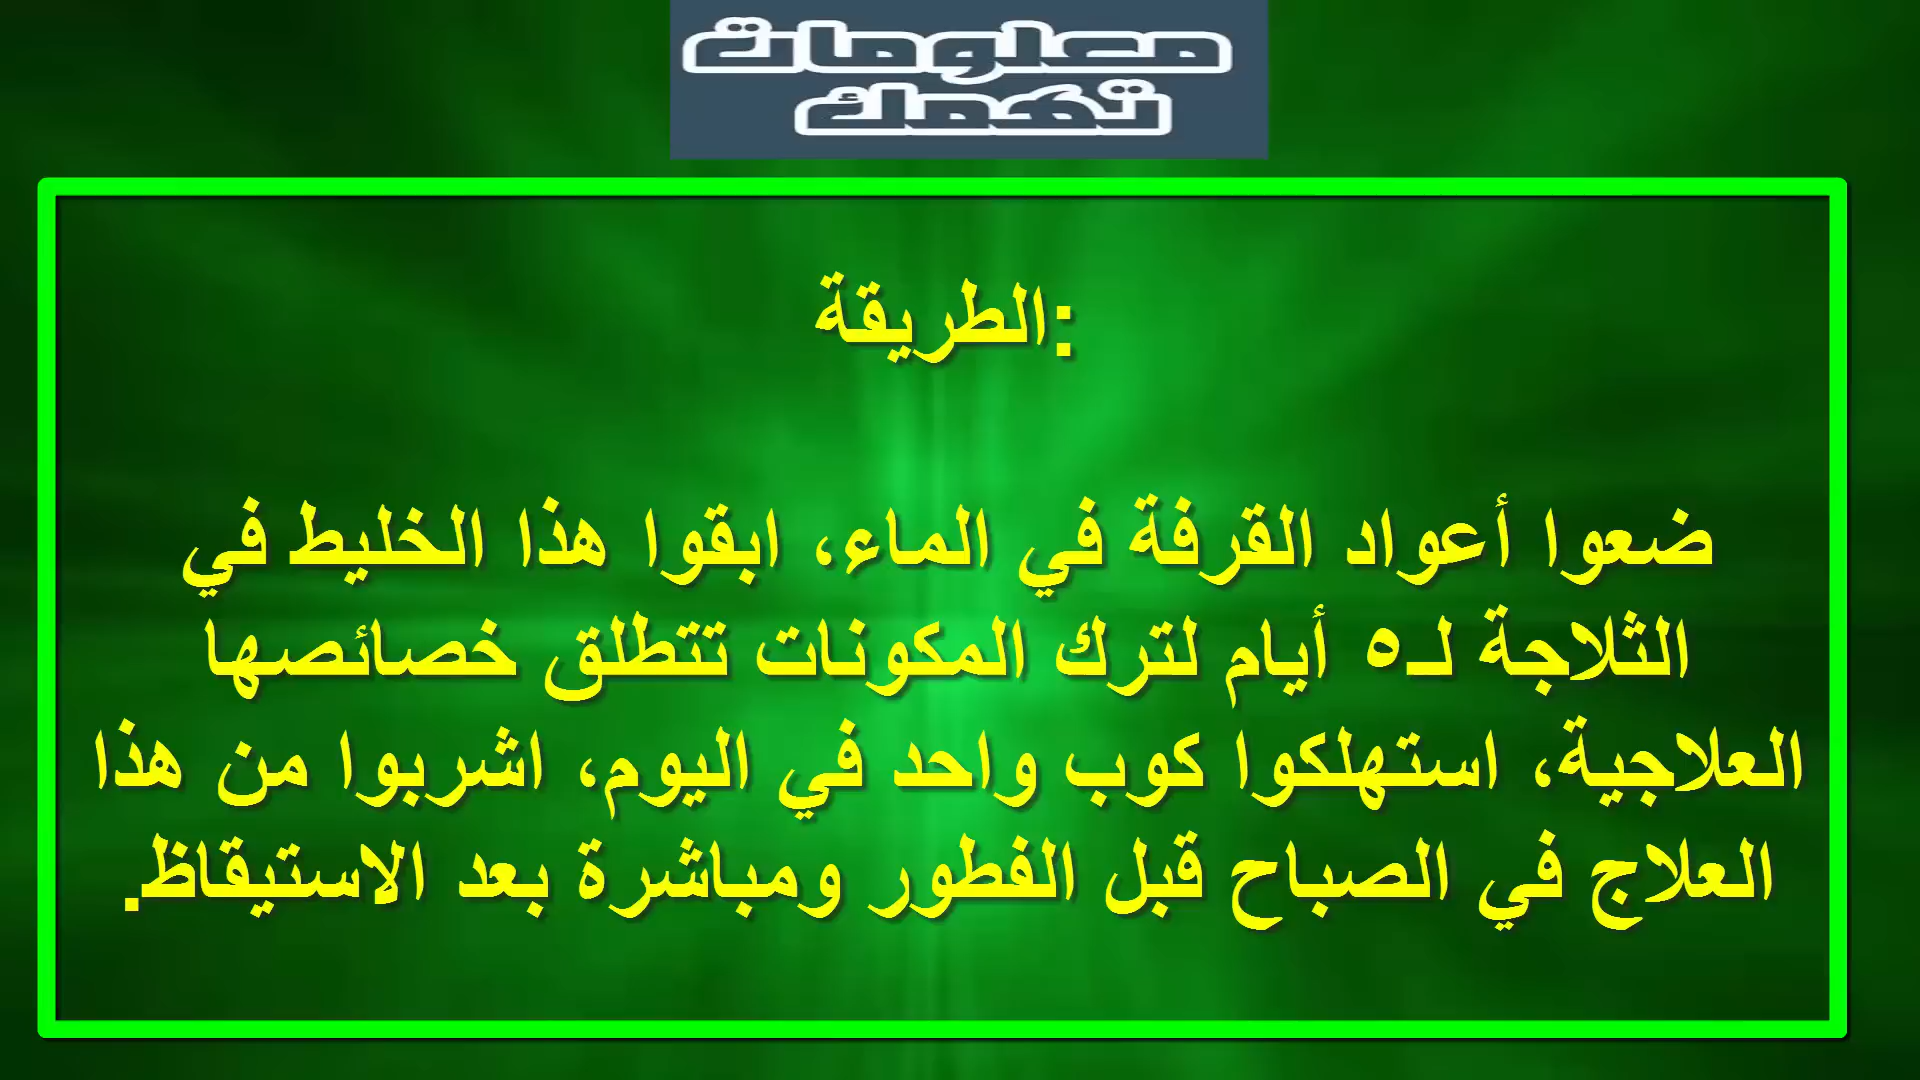 معلومات
تهمك
الطريقة:
ضعوا أعواد القرفة في الماء، ابقوا هذا الخليط في
الثلاجة لـ٥ أيام لترك المكونات تتطلق خصائصها
العلاجية، استهلكوا كوب واحد في اليوم، اشربوا من هذا
العلاج في الصباح قبل الفطور ومباشرة بعد الاستيقاظ.